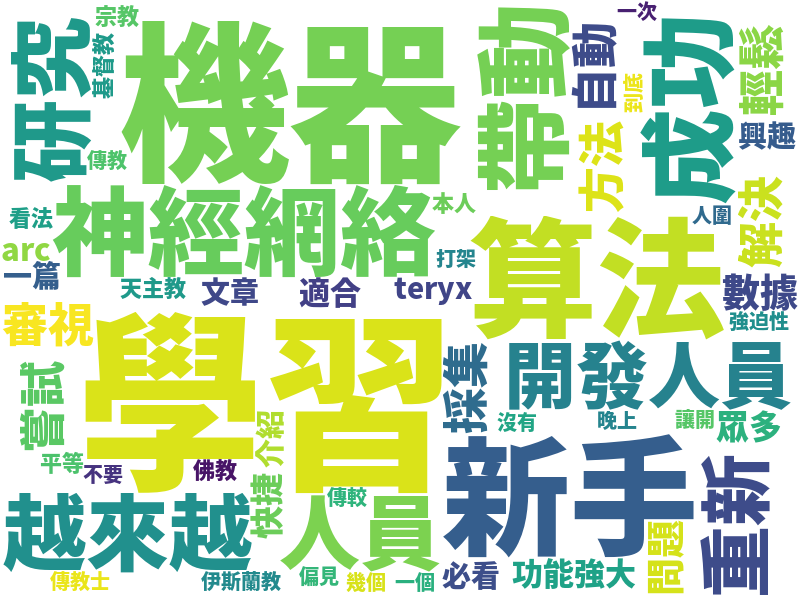 宗教
一次
研究
基督教
機器
帶動
自動
到底
成功
輕鬆
傳教
方法
興趣
看法
神經網絡
本人
人圍
解決
arc
打架
算法
一篇
天主教
文章
適合
teryx
數據
強迫性
審視
學習
採集
開發人員
嘗試
介紹
沒有
晚上
讓開
眾多
平等
不要
佛教
快捷
傳較
新手
重新
越來越
人員
問題
傳教士
伊斯蘭教
偏見
幾個
一個
必看
功能強大